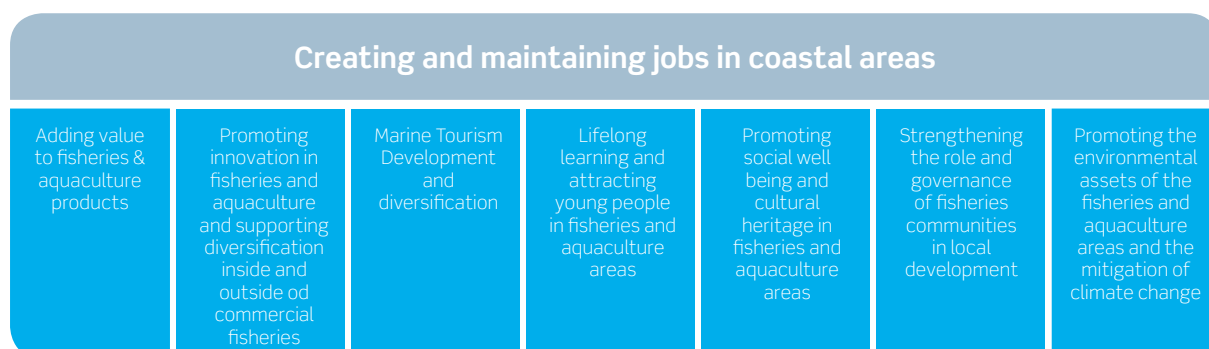 Creating and maintaining jobs in coastal areas
Adding value
to fisheries &
aquaculture
products
Promoting
innovation in
fisheries and
aquaculture
and supporting
diversification
inside and
outside od
commercial
fisheries
Marine Tourism
Development
and
diversification
Lifelong
learning and
attracting
young people
in fisheries and
aquaculture
areas
Promoting
social well
being and
cultural
heritage in
fisheries and
aquaculture
areas
Strengthening
the role and
governance
of fisheries
communities
in local
development
Promoting the
environmental
assets of the
fisheries and
aquaculture
areas and the
mitigation of
climate change